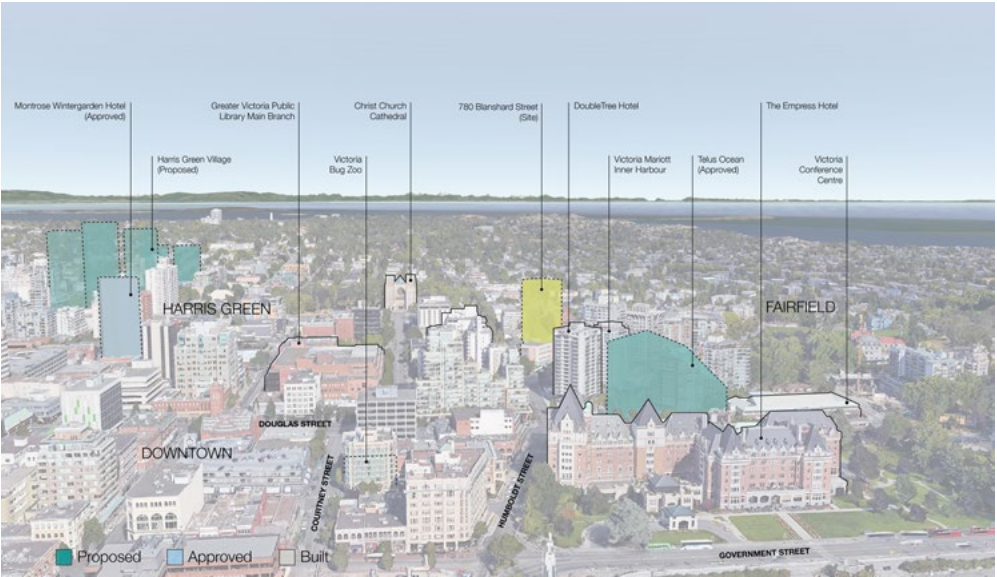 Montrose Wintergarden Hotel
(Approved)
Greater Victoria Public
Library Main Branch
Christ Church
Cathedral
780 Blanshard Street
(Site)
DoubleTree Hotel
The Empress Hotel
Harris Green Village
(Proposed)
Victoria
Bug Zoo
Victoria Mariott
Inner Harbour
Telus Ocean
(Approved)
Victoria
Conference
Centre
HARRIS GREEN
FAIRFIELD
DOUGLAS STREET
DOWNTOWN
COURTNEY STREET
HUMBOLDT STREET
GOVERNMENT STREET
Proposed
Approved
Built